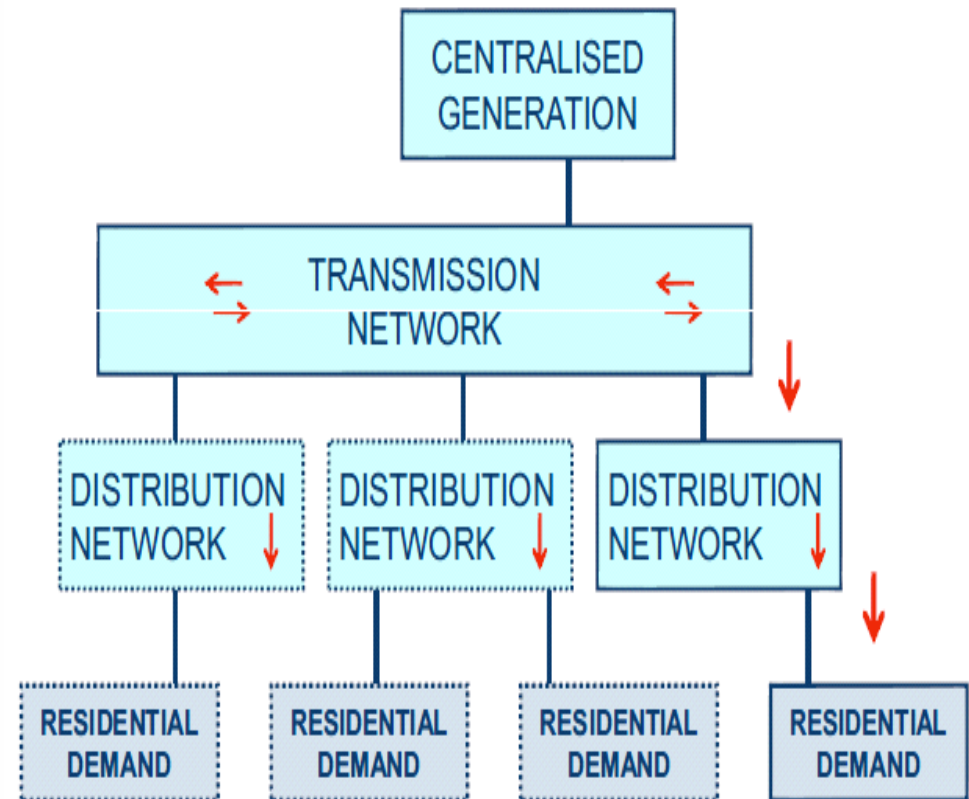 CENTRALISED
GENERATION
TRANSMISSION
NETWORK
DISTRIBUTION
NETWORK
DISTRIBUTION
NETWORK
DISTRIBUTION
NETWORK
RESIDENTIAL
DEMAND
RESIDENTIAL
DEMAND
RESIDENTIAL
DEMAND
RESIDENTIAL
DEMAND